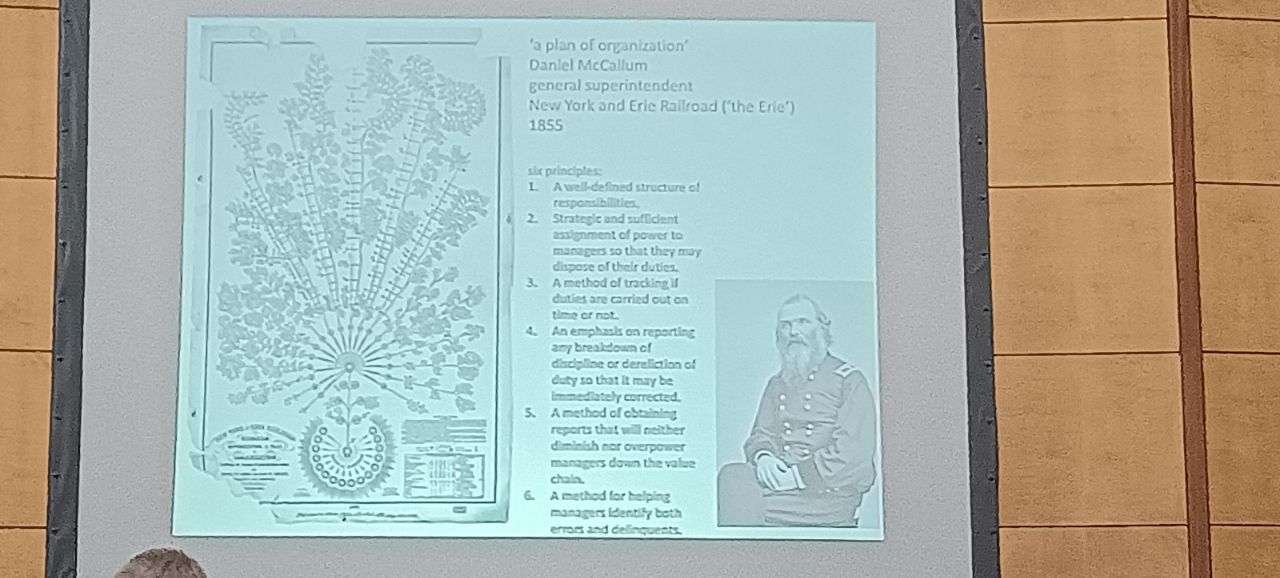 'a plan of organization'
Daniel McCallum
general superintendent
New York and Erie Railroad ('the Erie')
1855
six principles:
1. A well-defined structure of
responsibilities.
2. Strategic and sufficient
assignment of power to
managers so that they may
dispose of their duties.
3. A method of tracking if
duties are carried out on
time or not.
4. An emphasis on reporting
any breakdown of
discipline or dereliction of
duty so that it may be
immediately corrected.
5. A method of obtaining
reports that will neither
diminish nor overpower
managers down the value
chain.
6. A method for helping
managers identify both
errors and delinquents.